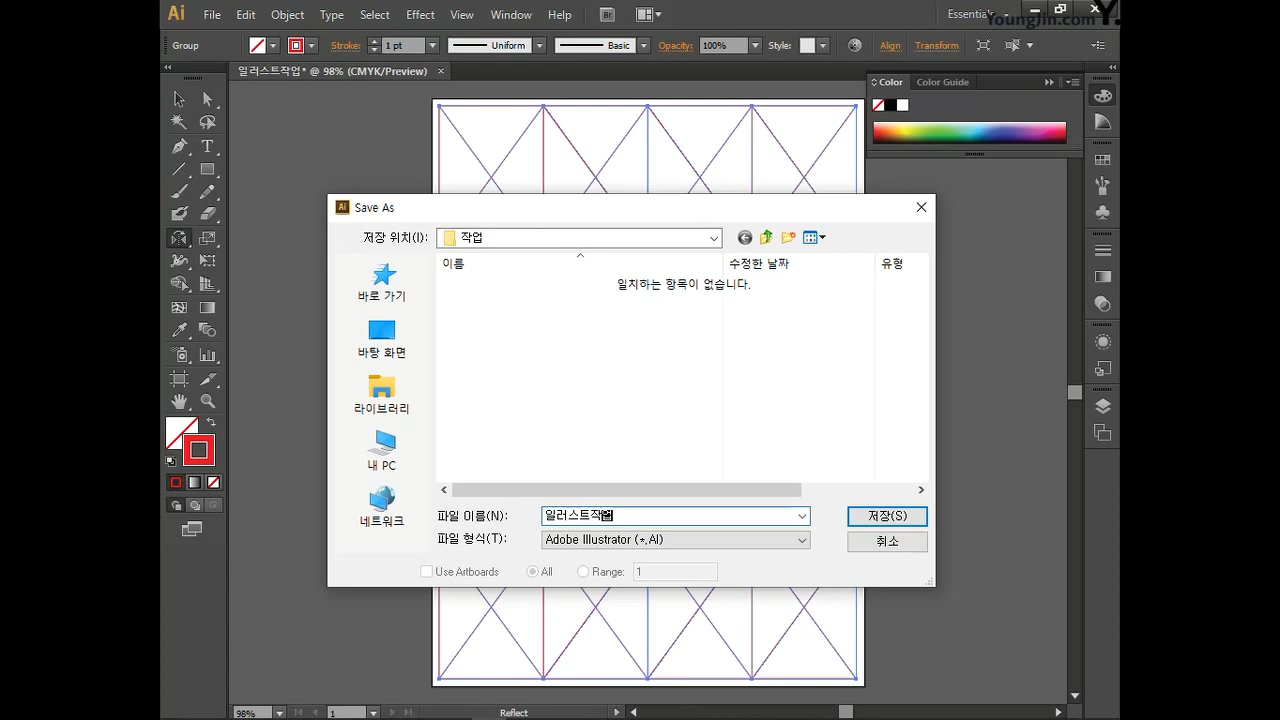 Ai File Edit Object Type Select Effect View Window Help Br Essentials
YoungJin.com Y.
Group Stroke: 1 pt Uniform Basic Opacity: 100% Style: Align Transform
일러스트작업* @ 98% (CMYK/Preview) ×
Color Color Guide
Ai Save As
저장 위치(I): 작업
이름 수정한 날짜 유형
일치하는 항목이 없습니다.
바로 가기
바탕 화면
라이브러리
내 PC
네트워크
파일 이름(N): 일러스트작업 저장(S)
파일 형식(T): Adobe Illustrator (*.AI) 취소
Use Artboards All Range: 1
98% 1 Reflect